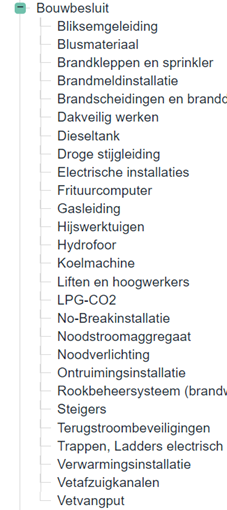 Bouwbesluit
Bliksemgeleiding
Blusmateriaal
Brandkleppen en sprinkler
Brandmeldinstallatie
Brandscheidingen en brandd
Dakveilig werken
Dieseltank
Droge stijgleiding
Electrische installaties
Frituurcomputer
Gasleiding
Hijswerktuigen
Hydrofoor
Koelmachine
Liften en hoogwerkers
LPG-CO2
No-Breakinstallatie
Noodstroomaggregaat
Noodverlichting
Ontruimingsinstallatie
Rookbeheersysteem (brandw
Steigers
Terugstroombeveiligingen
Trappen, Ladders electrisch
Verwarmingsinstallatie
Vetafzuigkanalen
Vetvangput